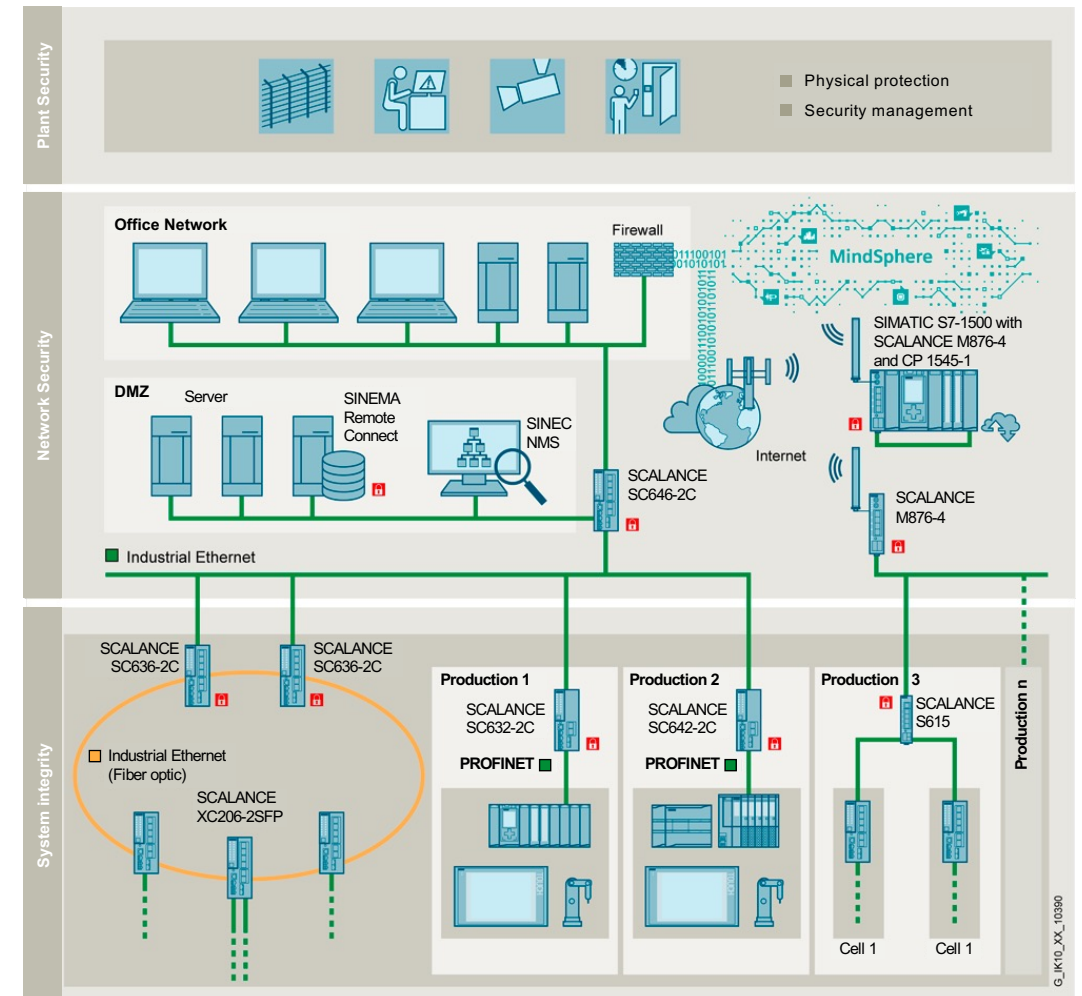 Plant Security
Physical protection
Security management
Network Security
Office Network
Firewall
011100101
001010101
MindSphere
SIMATIC S7-1500 with
SCALANCE M876-4
and CP 1545-1
DMZ
Server
SINEMA
Remote
Connect
SINEC
NMS
Internet
SCALANCE
SC646-2C
SCALANCE
M876-4
Industrial Ethernet
System integrity
SCALANCE
SC636-2C
SCALANCE
SC636-2C
Industrial Ethernet
(Fiber optic)
SCALANCE
XC206-2SFP
Production 1
SCALANCE
SC632-2C
PROFINET
Production 2
SCALANCE
SC642-2C
PROFINET
Production 3
SCALANCE
S615
Cell 1
Cell 1
Production n
G_IK10_XX_10390